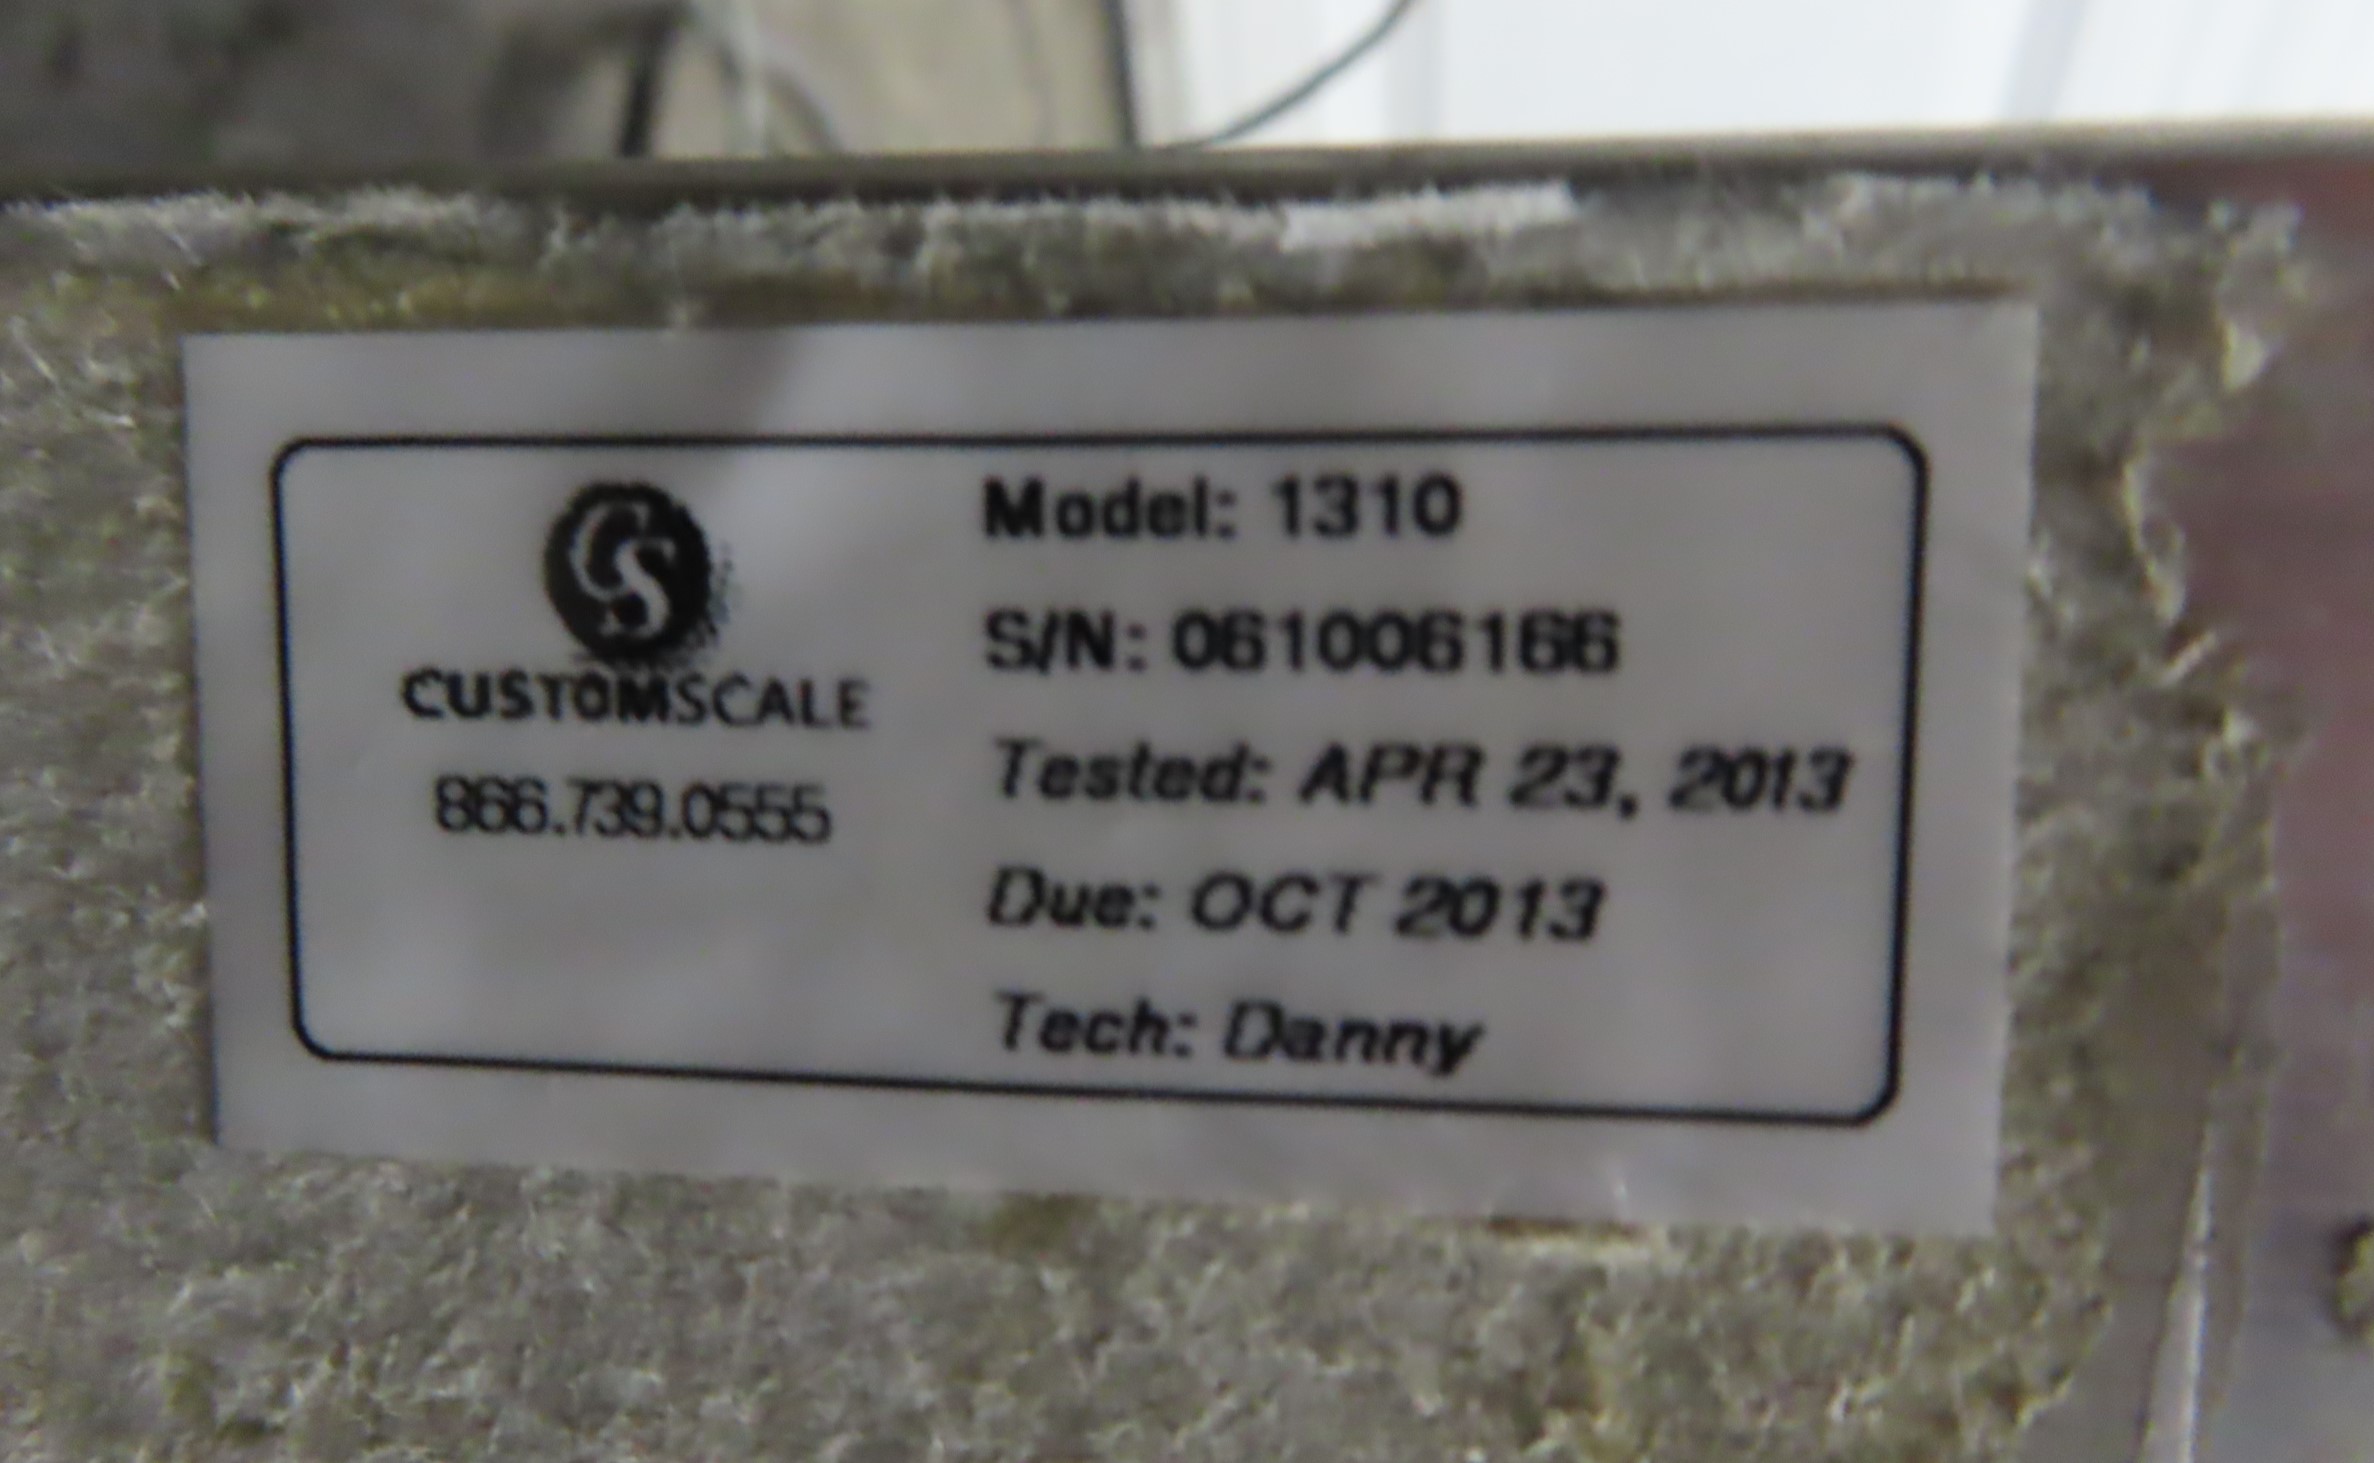 CS
CUSTOMSCALE
866.739.0555
Model: 1310
S/N: 061006166
Tested: APR 23, 2013
Due: OCT 2013
Tech: Danny